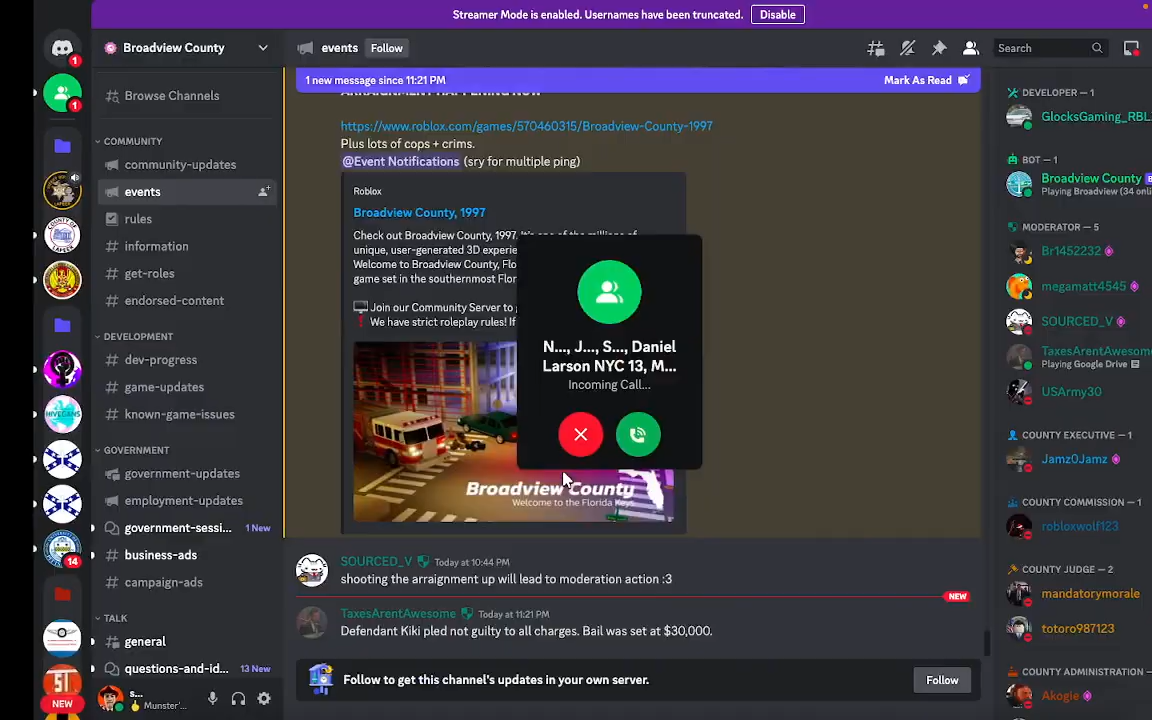 Streamer Mode is enabled. Usernames have been truncated.
Disable
Broadview County
events
Follow
Search
1 new message since 11:21 PM
Mark As Read
Browse Channels
COMMUNITY
community-updates
events
rules
information
get-roles
endorsed-content
DEVELOPMENT
dev-progress
game-updates
known-game-issues
GOVERNMENT
government-updates
employment-updates
government-sessi...
1 New
business-ads
campaign-ads
TALK
general
questions-and-id...
13 New
s...
Munster'...
1
1
14
NEW
ARRAIGNMENT HAPPENING NOW
https://www.roblox.com/games/570460315/Broadview-County-1997
Plus lots of cops + crims.
@Event Notifications (sry for multiple ping)
Roblox
Broadview County, 1997
Check out Broadview County, 1997. It's one of the millions of
unique, user-generated 3D experie
Welcome to Broadview County, Flo
game set in the southernmost Flor
Join our Community Server to
We have strict roleplay rules! If
Broadview County
Welcome to the Florida Keys
N..., J..., S..., Daniel
Larson NYC 13, M...
Incoming Call...
SOURCED_V Today at 10:44 PM
shooting the arraignment up will lead to moderation action :3
NEW
TaxesArentAwesome Today at 11:21 PM
Defendant Kiki pled not guilty to all charges. Bail was set at $30,000.
Follow to get this channel's updates in your own server.
Follow
DEVELOPER — 1
GlocksGaming_RBL
BOT — 1
Broadview County
Playing Broadview (34 onli
MODERATOR — 5
Br1452232
megamatt4545
SOURCED_V
TaxesArentAwesome
Playing Google Drive
USArmy30
COUNTY EXECUTIVE — 1
Jamz0Jamz
COUNTY COMMISSION — 1
robloxwolf123
COUNTY JUDGE — 2
mandatorymorale
totoro987123
COUNTY ADMINISTRATION —
Akogie